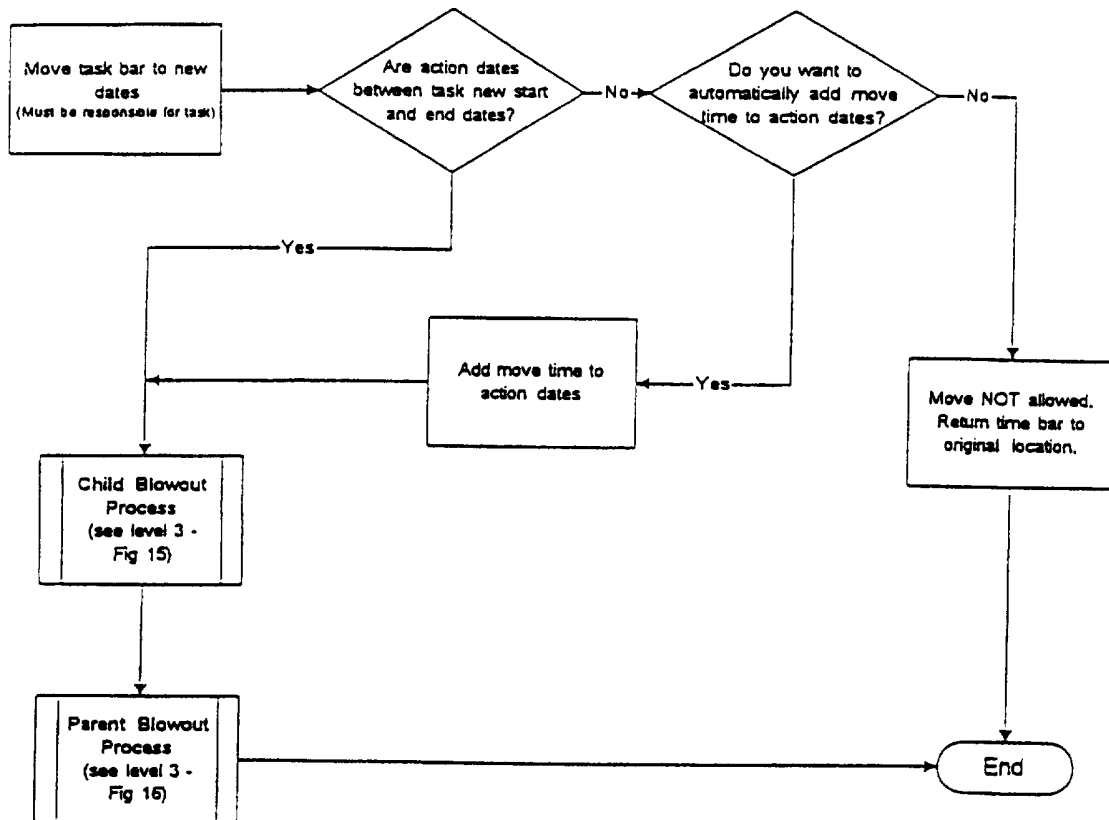 Move task bar to new
dates
(Must be responsible for task)
Are action dates
between task new start
and end dates?
No
Do you want to
automatically add move
time to action dates?
No
Yes
Add move time to
action dates
Yes
Move NOT allowed.
Return time bar to
original location.
Child Blowout
Process
(see level 3 -
Fig 15)
Parent Blowout
Process
(see level 3 -
Fig 16)
End